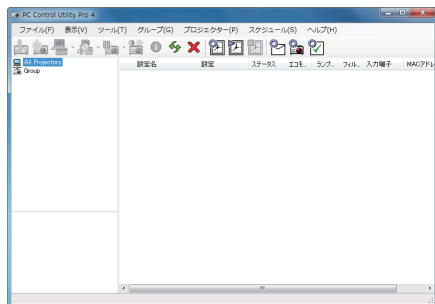 PC Control Utility Pro 4
ファイル(F) 表示(V) ツール(T) グループ(G) プロジェクター(P) スケジュール(S) ヘルプ(H)
All Projectors
Group
設定名 設定 ステータス エコモ... ランプ... フィル... 入力端子 MACアドレ